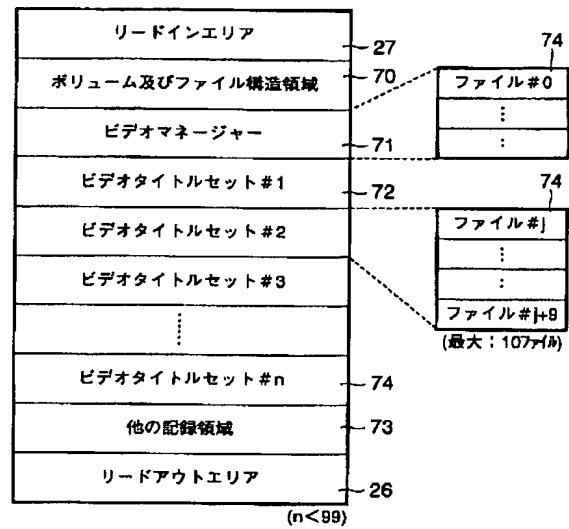 リードインエリア
27
ボリューム及びファイル構造領域
70
ビデオマネージャー
71
ビデオタイトルセット#1
72
ビデオタイトルセット#2
ビデオタイトルセット#3
ビデオタイトルセット#n
74
他の記録領域
73
リードアウトエリア
26
(n<99)
74
ファイル#0
74
ファイル#j
ファイル#j+9
(最大:107ファイル)